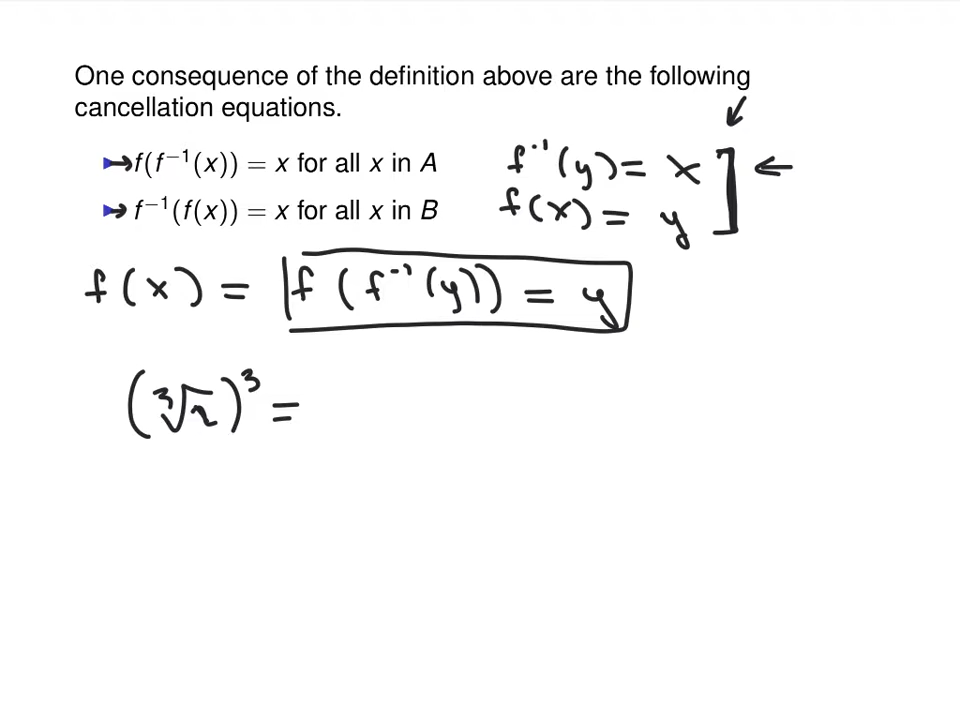 One consequence of the definition above are the following
cancellation equations.
f(f⁻¹(x)) = x for all x in A
f⁻¹(f(x)) = x for all x in B
f⁻¹(y) = x
f(x) = y
f(x) = f(f⁻¹(y)) = y
(∛2)³ =